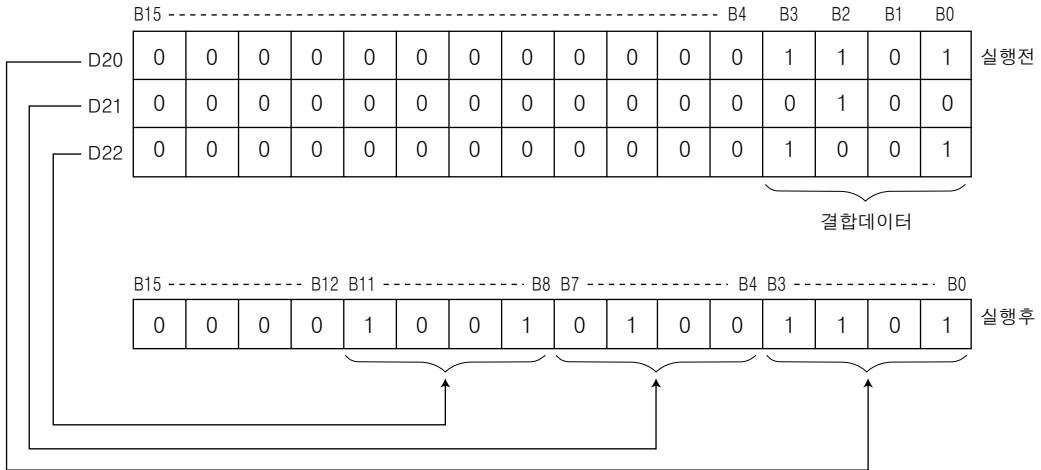 B15 B4 B3 B2 B1 B0
D20 0 0 0 0 0 0 0 0 0 0 0 0 1 1 0 1 실행전
D21 0 0 0 0 0 0 0 0 0 0 0 0 0 1 0 0
D22 0 0 0 0 0 0 0 0 0 0 0 0 1 0 0 1
결합데이터
B15 B12 B11 B8 B7 B4 B3 B0
0 0 0 0 1 0 0 1 0 1 0 0 1 1 0 1 실행후